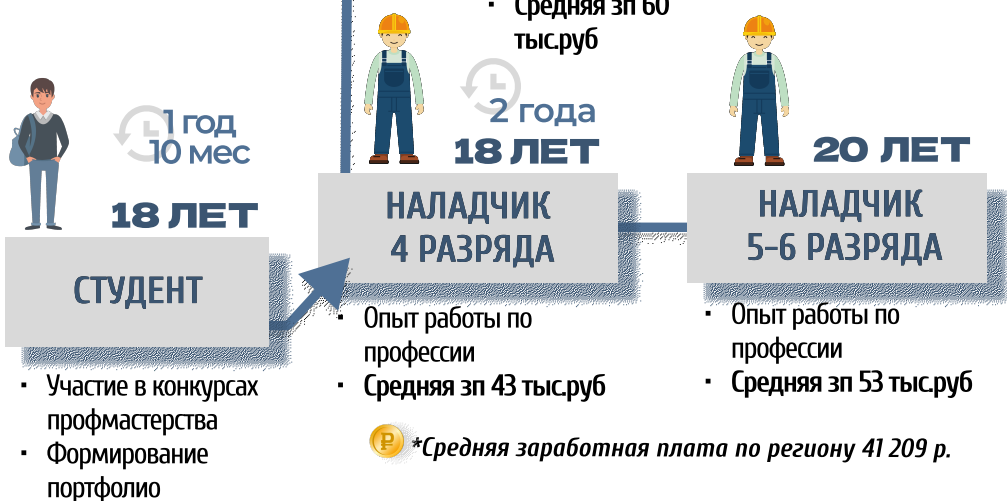 Средняя зп 60
тыс.руб
1 год
10 мес
2 года
18 ЛЕТ
20 ЛЕТ
18 ЛЕТ
НАЛАДЧИК
4 РАЗРЯДА
НАЛАДЧИК
5-6 РАЗРЯДА
СТУДЕНТ
Опыт работы по
профессии
Средняя зп 43 тыс.руб
Опыт работы по
профессии
Средняя зп 53 тыс.руб
Участие в конкурсах
профмастерства
Формирование
портфолио
*Средняя заработная плата по региону 41 209 р.